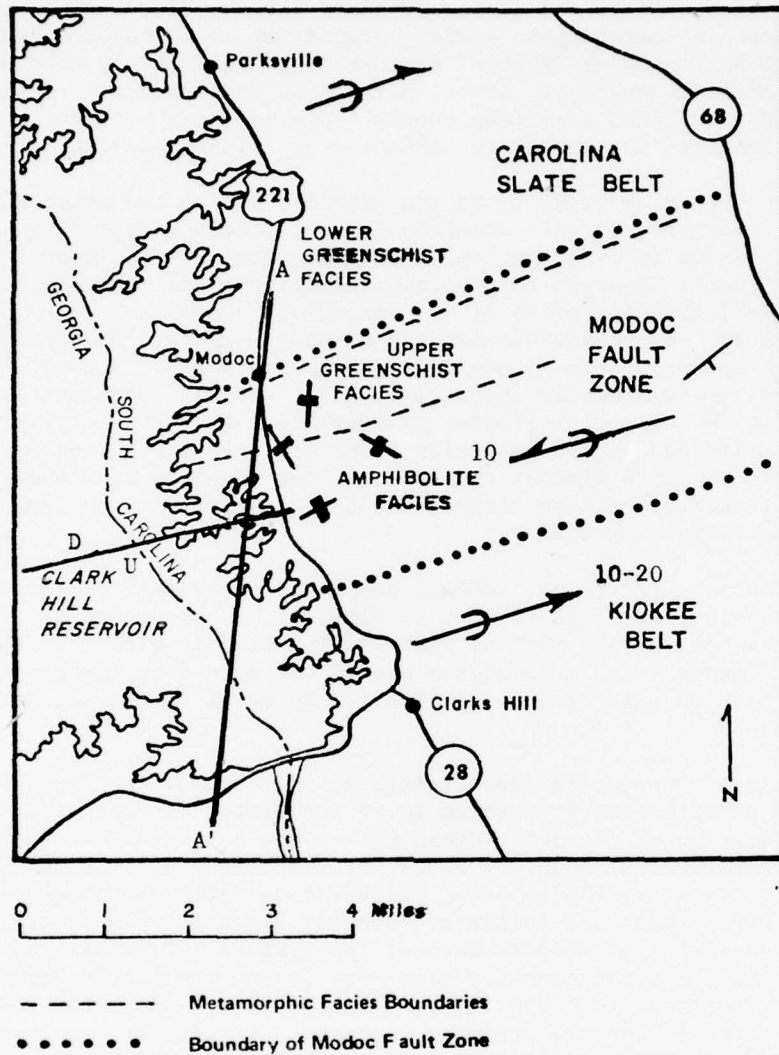 Parksville
68
CAROLINA
SLATE BELT
221
LOWER
GREENSCHIST
FACIES
A
GEORGIA
SOUTH
CAROLINA
MODOC
FAULT
ZONE
Modoc
UPPER
GREENSCHIST
FACIES
10
AMPHIBOLITE
FACIES
D
U
CLARK
HILL
RESERVOIR
10-20
KIOKEE
BELT
Clarks Hill
28
N
A'
0 1 2 3 4 Miles
Metamorphic Facies Boundaries
Boundary of Modoc Fault Zone